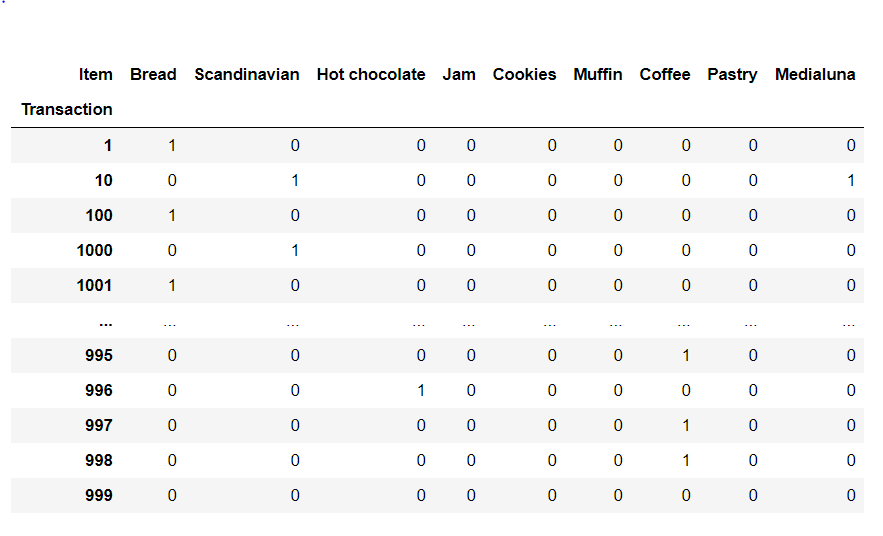 Item Bread Scandinavian Hot chocolate Jam Cookies Muffin Coffee Pastry Medialuna
Transaction
1 1 0 0 0 0 0 0 0 0
10 0 1 0 0 0 0 0 0 1
100 1 0 0 0 0 0 0 0 0
1000 0 1 0 0 0 0 0 0 0
1001 1 0 0 0 0 0 0 0 0
... ... ... ... ... ... ... ... ... ...
995 0 0 0 0 0 0 1 0 0
996 0 0 1 0 0 0 0 0 0
997 0 0 0 0 0 0 1 0 0
998 0 0 0 0 0 0 1 0 0
999 0 0 0 0 0 0 0 0 0